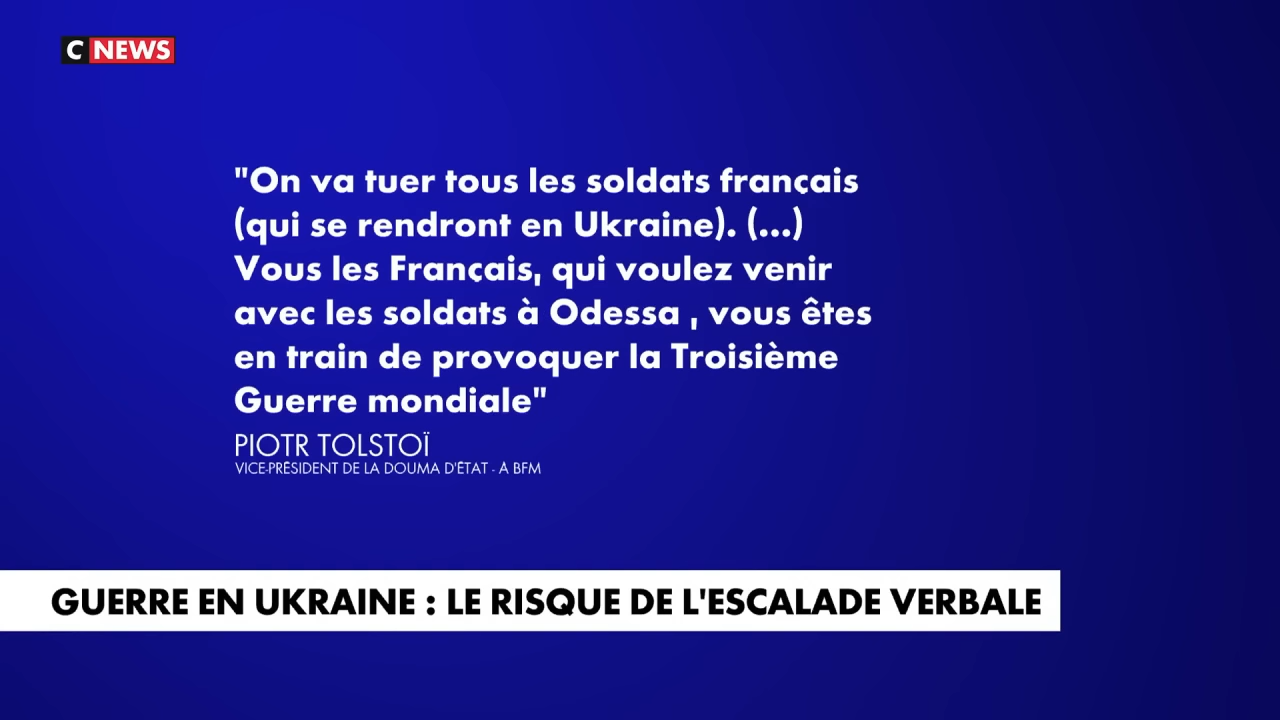 C NEWS
"On va tuer tous les soldats français
(qui se rendront en Ukraine). (...)
Vous les Français, qui voulez venir
avec les soldats à Odessa , vous êtes
en train de provoquer la Troisième
Guerre mondiale"
PIOTR TOLSTOÏ
VICE-PRÉSIDENT DE LA DOUMA D'ÉTAT - À BFM
GUERRE EN UKRAINE : LE RISQUE DE L'ESCALADE VERBALE